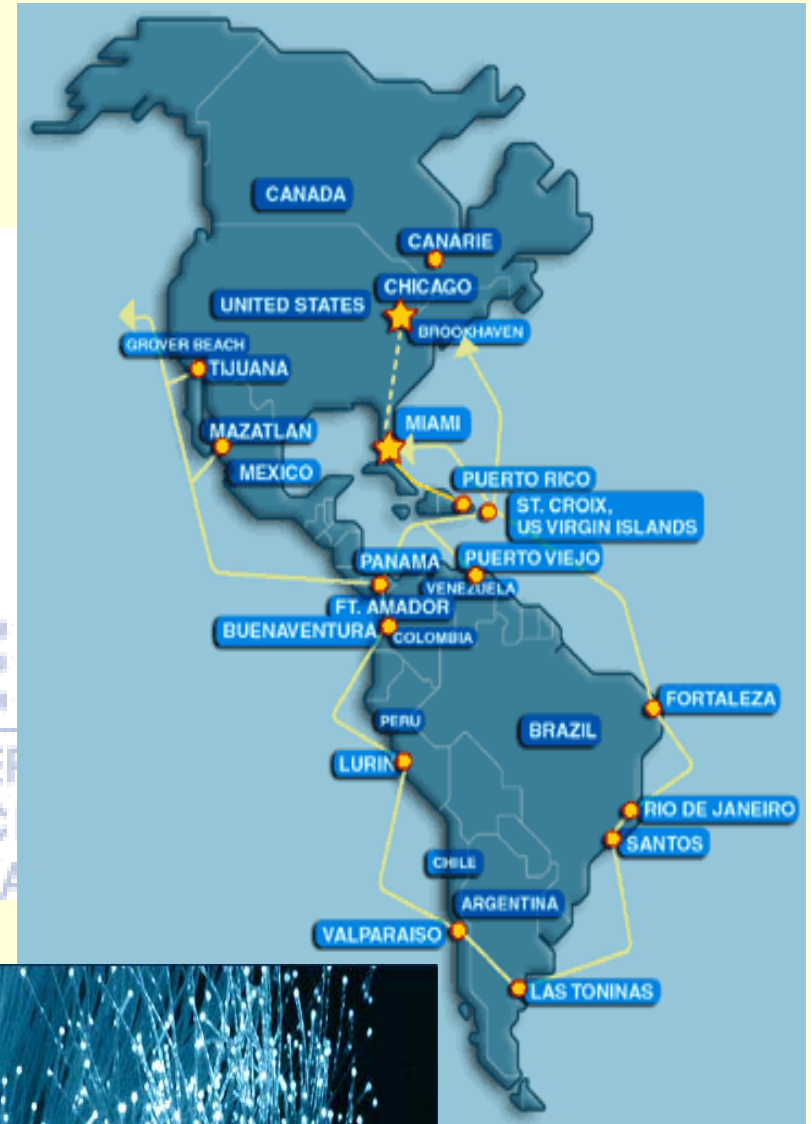 CANADA
CANARIE
CHICAGO
UNITED STATES
BROOKHAVEN
GROVER BEACH
TIJUANA
MIAMI
MAZATLAN
MEXICO
PUERTO RICO
ST. CROIX,
US VIRGIN ISLANDS
PANAMA
PUERTO VIEJO
VENEZUELA
FT. AMADOR
BUENAVENTURA
COLOMBIA
FORTALEZA
PERU
BRAZIL
LURIN
RIO DE JANEIRO
SANTOS
CHILE
ARGENTINA
VALPARAISO
LAS TONINAS